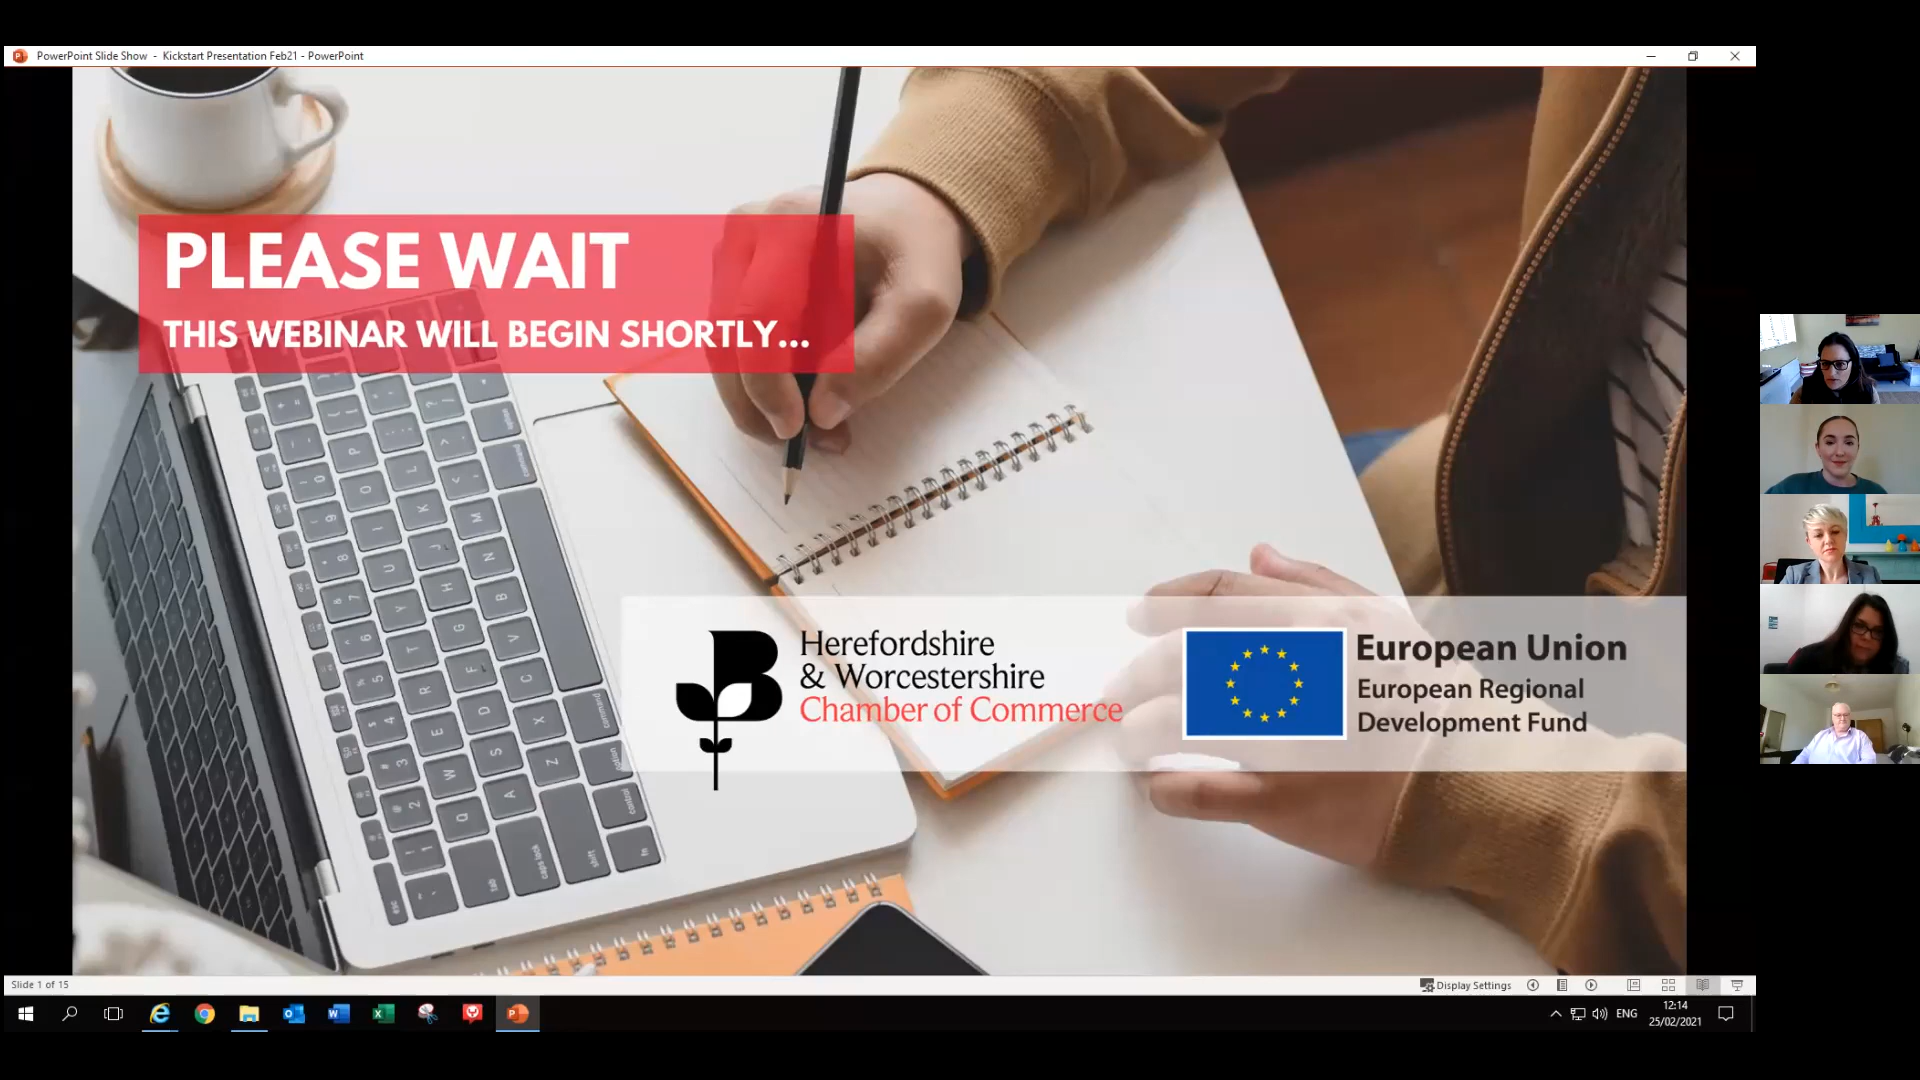 PowerPoint Slide Show - Kickstart Presentation Feb21 - PowerPoint
PLEASE WAIT
THIS WEBINAR WILL BEGIN SHORTLY...
Herefordshire
& Worcestershire
Chamber of Commerce
European Union
European Regional
Development Fund
Slide 1 of 15
Display Settings
ENG
12:14
25/02/2021